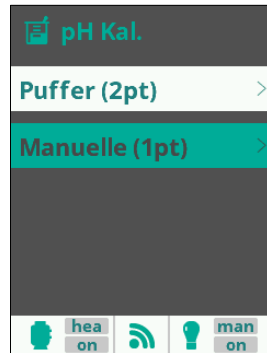 pH Kal.
Puffer (2pt)
Manuelle (1pt)
hea
on
man
on